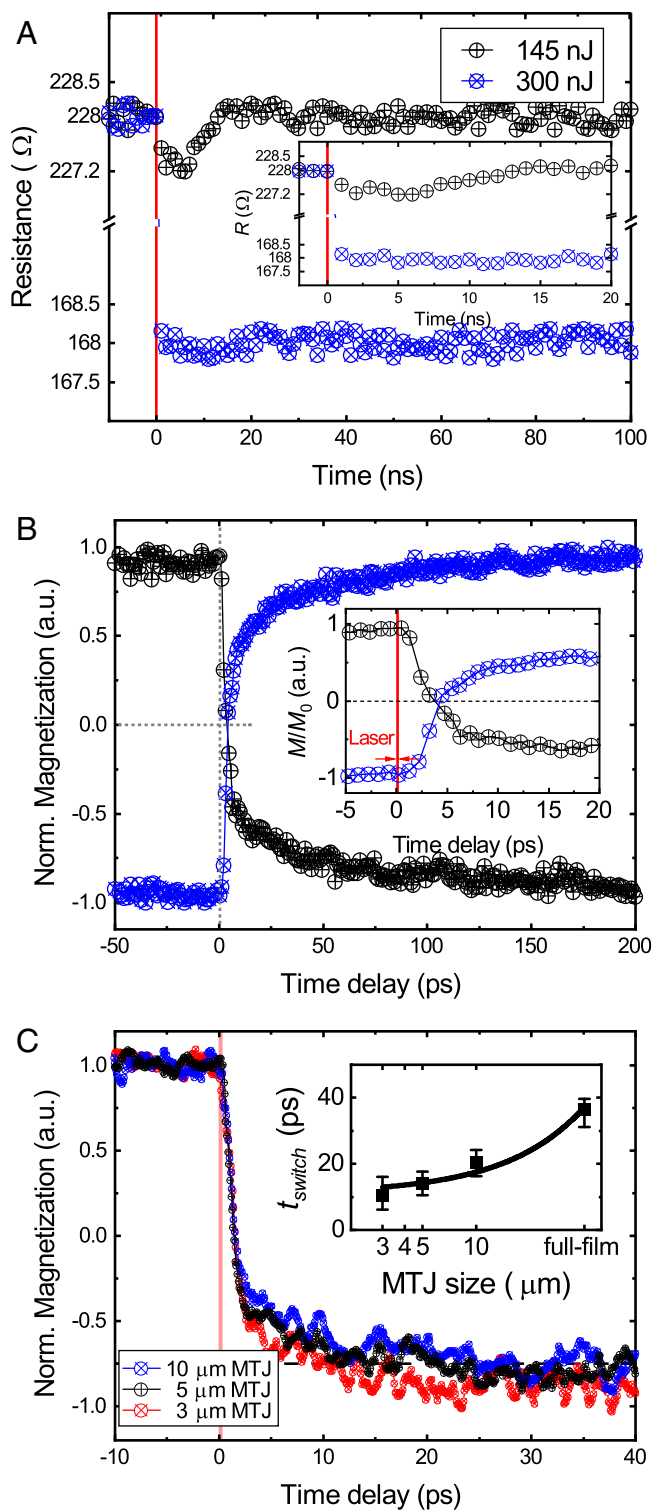 A
145 nJ
300 nJ
Resistance ( Ω)
228.5
228
227.2
168.5
168
167.5
R (Ω)
228.5
228
227.2
168.5
168
167.5
0 5 10 15 20
Time (ns)
0 20 40 60 80 100
Time (ns)
B
Norm. Magnetization (a.u.)
1.0
0.5
0.0
-0.5
-1.0
M/M0 (a.u.)
1
0
-1
Laser
-5 0 5 10 15 20
Time delay (ps)
-50 0 50 100 150 200
Time delay (ps)
C
Norm. Magnetization (a.u.)
1.0
0.5
0.0
-0.5
-1.0
tswitch (ps)
40
20
0
3 4 5 10 full-film
MTJ size ( μm)
10 μm MTJ
5 μm MTJ
3 μm MTJ
-10 0 10 20 30 40
Time delay (ps)